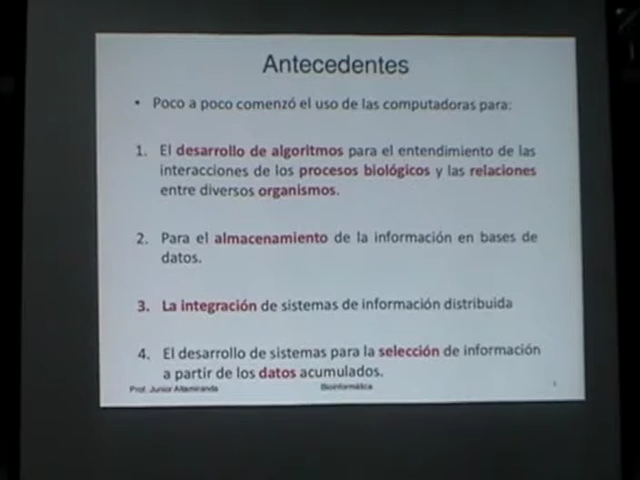 Antecedentes
• Poco a poco comenzó el uso de las computadoras para:
1. El desarrollo de algoritmos para el entendimiento de las
interacciones de los procesos biológicos y las relaciones
entre diversos organismos.
2. Para el almacenamiento de la información en bases de
datos.
3. La integración de sistemas de información distribuida
4. El desarrollo de sistemas para la selección de información
a partir de los datos acumulados.
Prof. Junior Altamiranda Bioinformática